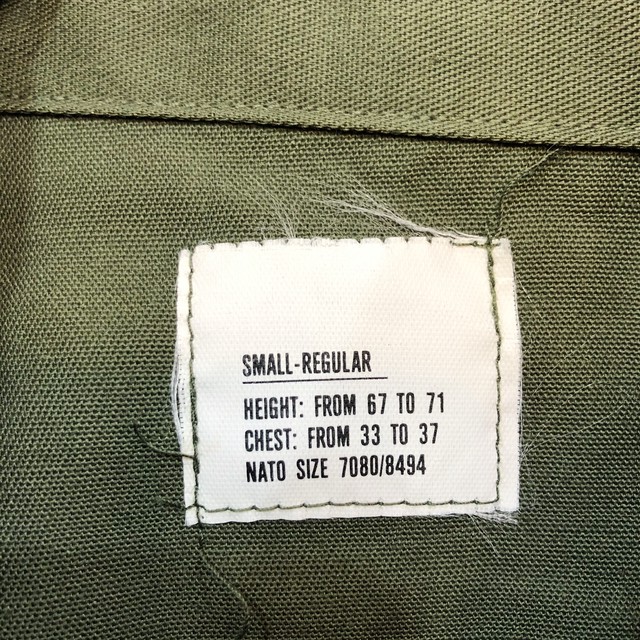 SMALL-REGULAR
HEIGHT: FROM 67 TO 71
CHEST: FROM 33 TO 37
NATO SIZE 7080/8494